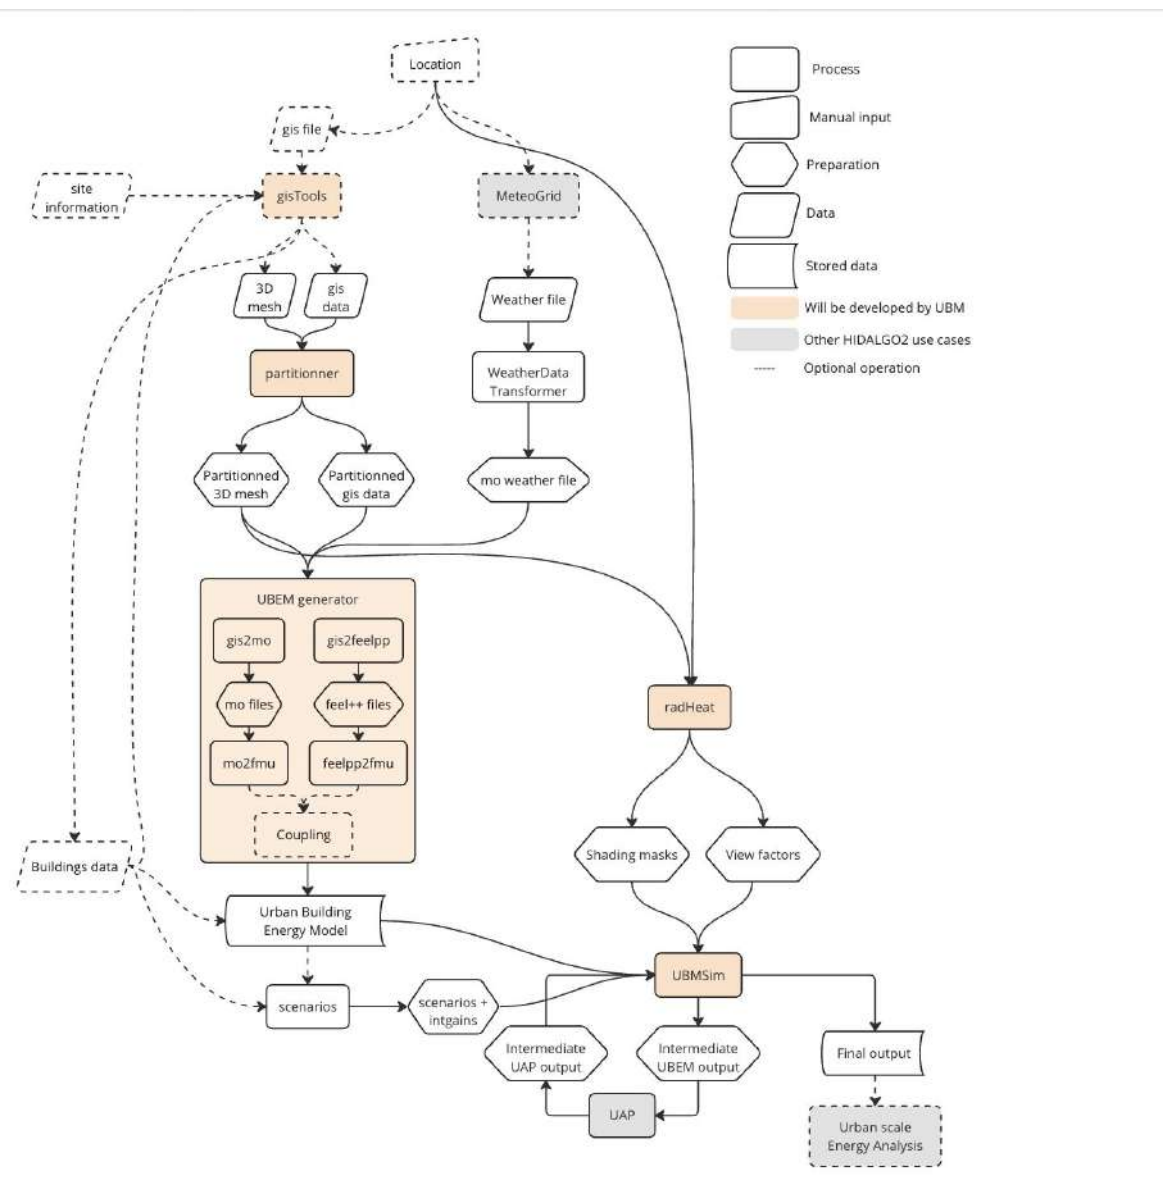 Location
Process
Manual input
Preparation
Data
Stored data
Will be developed by UBM
Other HIDALGO2 use cases
Optional operation
gis file
site
information
gisTools
MeteoGrid
3D
mesh
gis
data
Weather file
partitionner
WeatherData
Transformer
Partitionned
3D mesh
Partitionned
gis data
mo weather file
UBEM generator
gis2mo
gis2feelpp
mo files
feel++ files
mo2fmu
feelpp2fmu
Coupling
radHeat
Shading masks
View factors
Buildings data
Urban Building
Energy Model
scenarios
scenarios +
intgains
UBMSim
Intermediate
UAP output
Intermediate
UBEM output
Final output
UAP
Urban scale
Energy Analysis